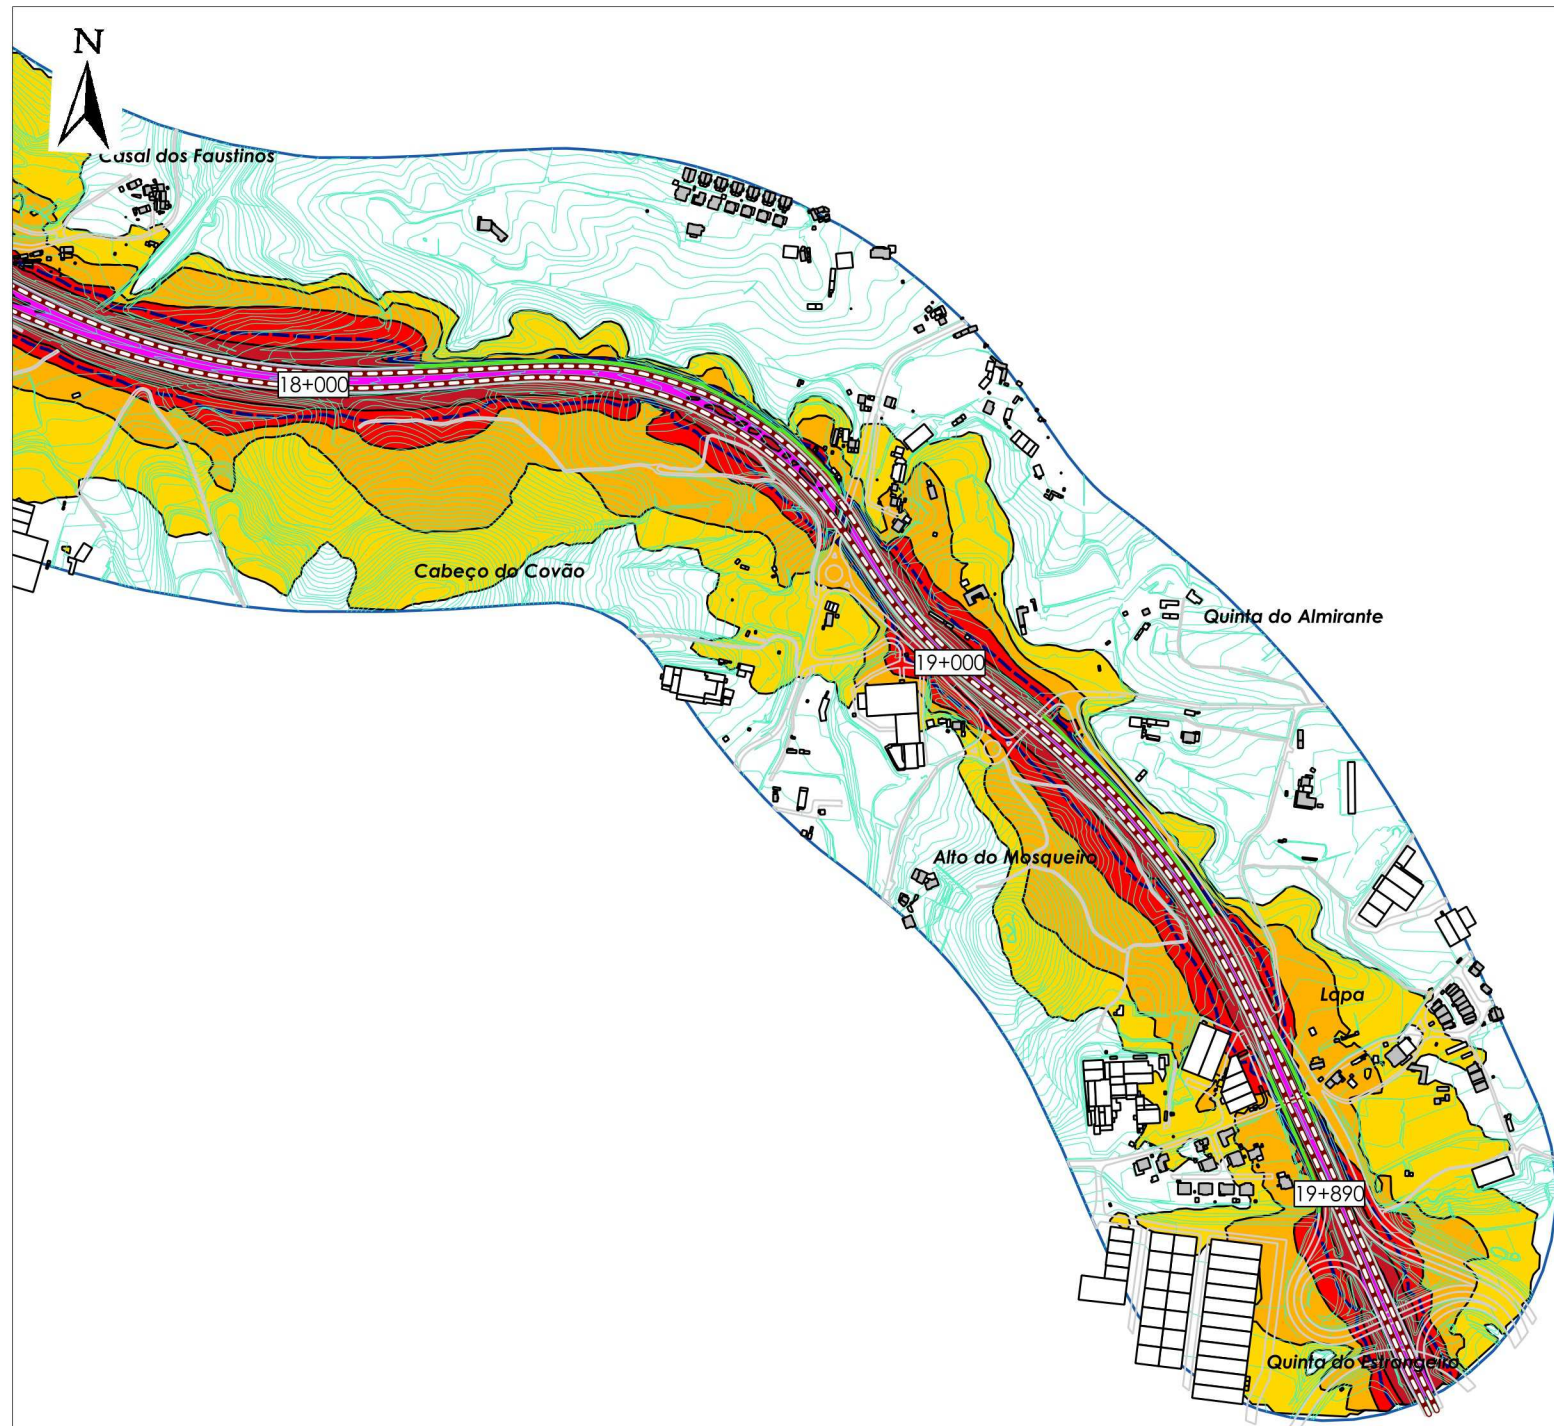 N
Casal dos Faustinos
18+000
Cabeço do Covão
Quinta do Almirante
19+000
Alto do Mosqueiro
Lapa
19+890
Quinta do Estrangeiro